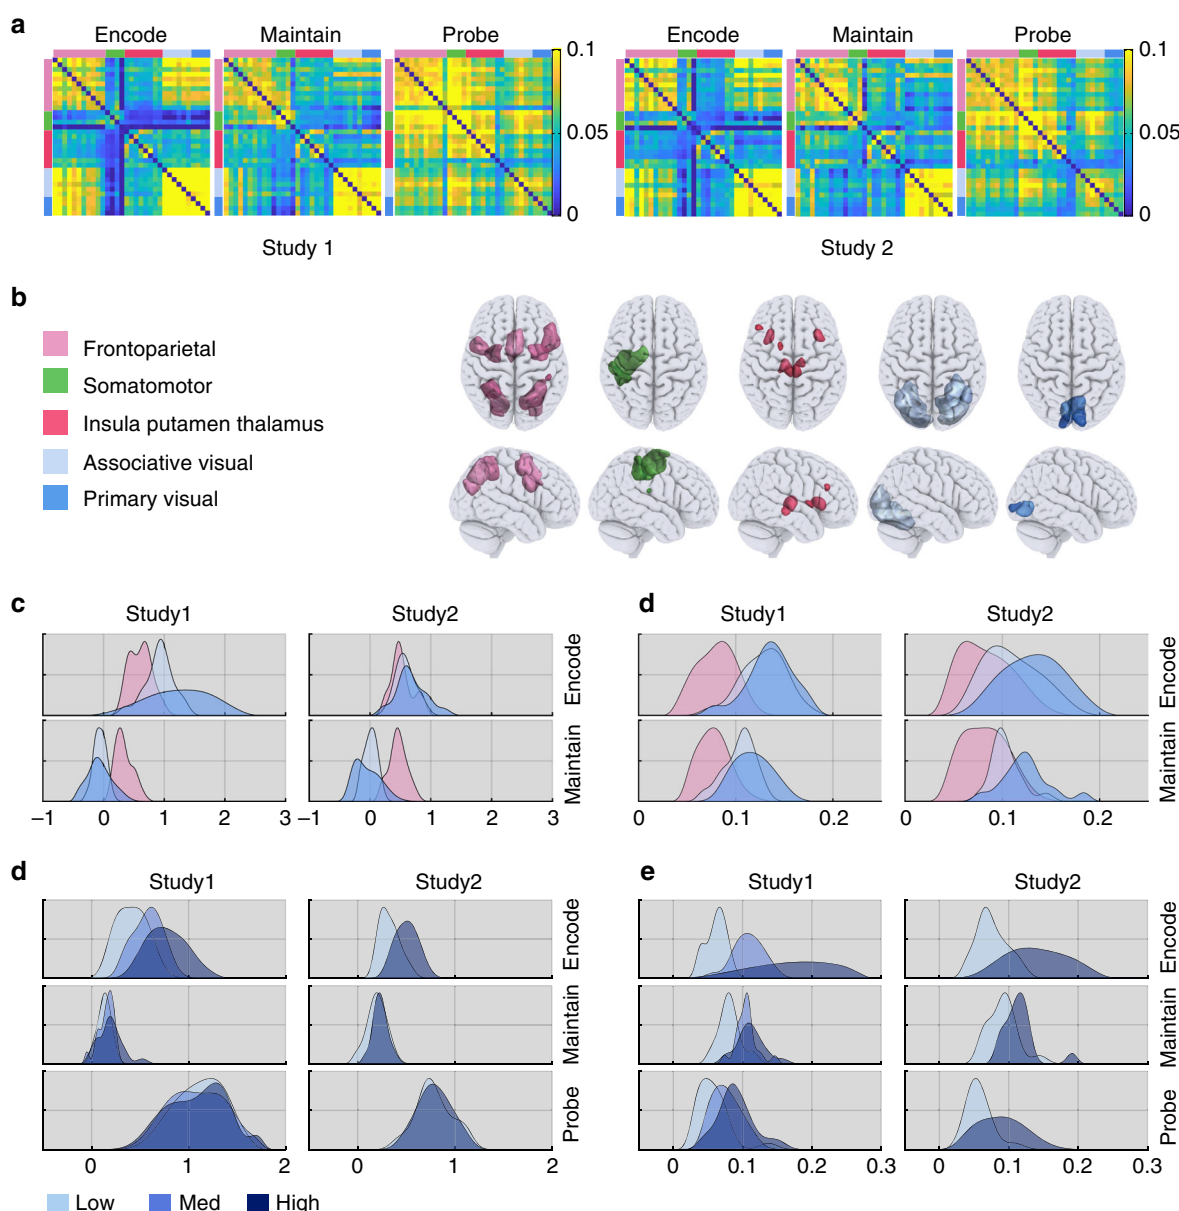 a
Encode Maintain Probe Encode Maintain Probe
0.1 0.1
0.05 0.05
0 0
Study 1 Study 2
b
Frontoparietal
Somatomotor
Insula putamen thalamus
Associative visual
Primary visual
c d
Study1 Study2 Study1 Study2
Encode Encode
Maintain Maintain
–1 0 1 2 3 –1 0 1 2 3 0 0.1 0.2 0 0.1 0.2
d e
Study1 Study2 Study1 Study2
Encode Encode
Maintain Maintain
Probe Probe
0 1 2 0 1 2 0 0.1 0.2 0.3 0 0.1 0.2 0.3
Low Med High